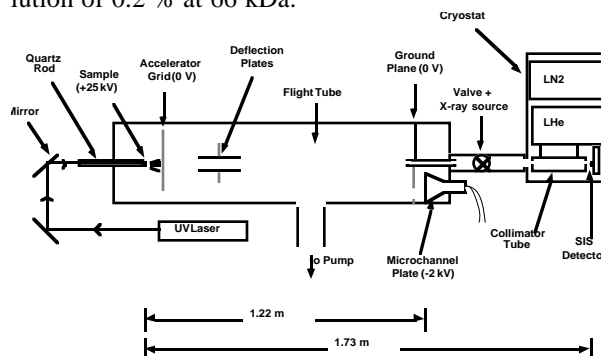 lution of 0.2 % at 66 kDa.
Cryostat
Quartz
Rod
Sample
(+25 kV)
Accelerator
Grid(0 V)
Deflection
Plates
Flight Tube
Ground
Plane (0 V)
Valve +
X-ray source
LN2
LHe
Mirror
UV Laser
To Pump
Microchannel
Plate (-2 kV)
Collimator
Tube
SIS
Detecto
1.22 m
1.73 m